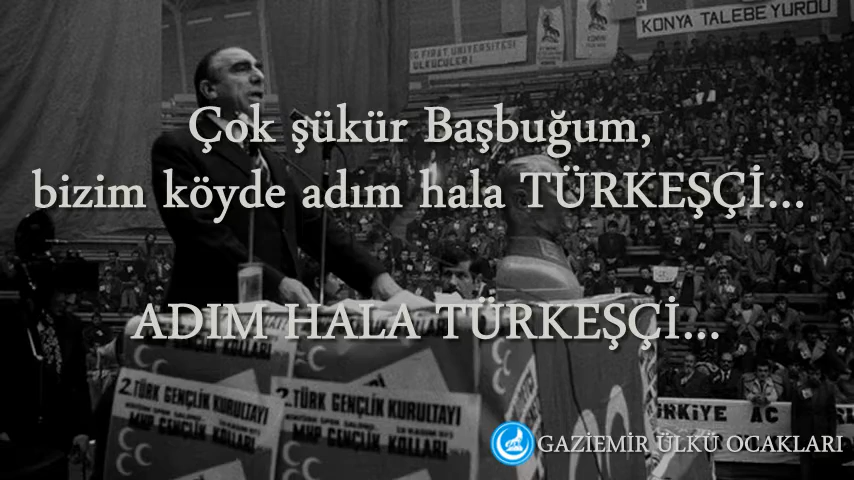 KONYA TALEBE YURDU
FIRAT ÜNİVERSİTESİ
ÜLKÜCÜLERİ
Çok şükür Başbuğum,
bizim köyde adım hala TÜRKEŞÇİ...
ADIM HALA TÜRKEŞÇİ...
KOLLARI
2.TÜRK GENÇLİK KURULTAYI
MHP GENÇLİK KOLLARI
2.TÜRK GENÇLİK KURULTAYI
MHP GENÇLİK KOLLARI
GAZİEMİR ÜLKÜ OCAKLARI